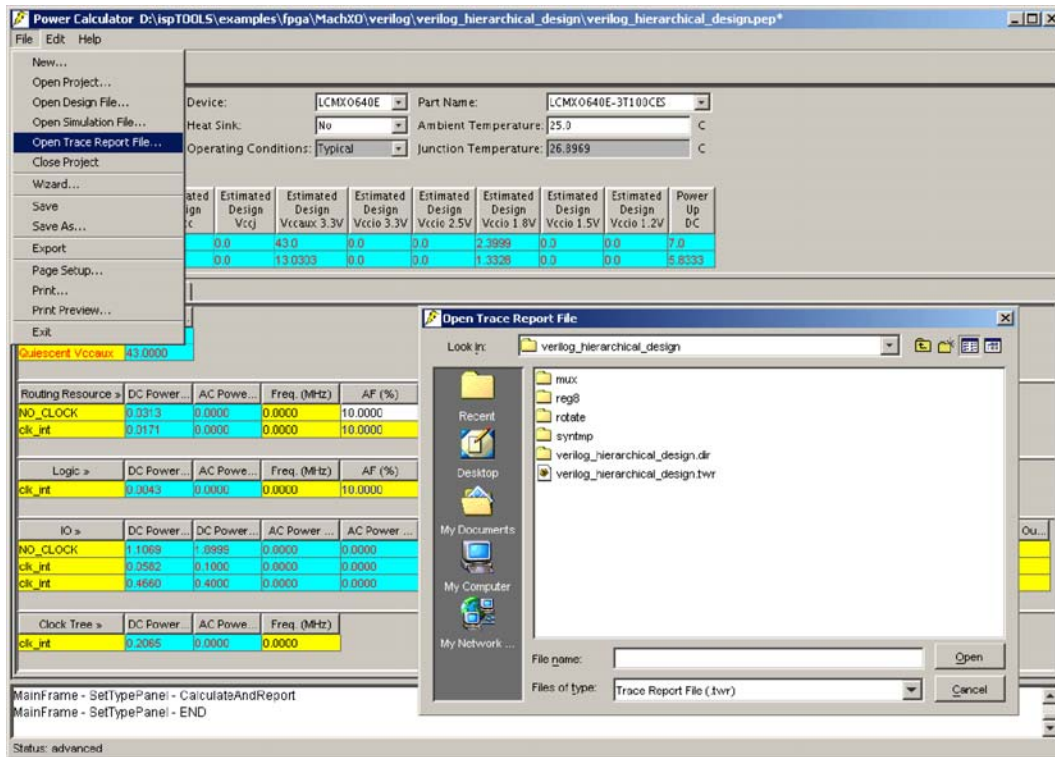 Power Calculator D:\ispTOOLS\examples\fpga\MachXO\verilog\verilog_hierarchical_design\verilog_hierarchical_design.pep*
File Edit Help
New...
Open Project...
Open Design File...
Open Simulation File...
Open Trace Report File...
Close Project
Wizard...
Save
Save As...
Export
Page Setup...
Print...
Print Preview...
Exit
Device: LCMXO640E Part Name: LCMXO640E-3T100CES
Heat Sink: No Ambient Temperature: 25.0 C
Operating Conditions: Typical Junction Temperature: 26.8969 C
ated Estimated Estimated Estimated Estimated Estimated Estimated Estimated Power
ign Design Design Design Design Design Design Design Up
Vccj Vccaux 3.3V Vccio 3.3V Vccio 2.5V Vccio 1.8V Vccio 1.5V Vccio 1.2V DC
0.0 43.0 0.0 0.0 2.3999 0.0 0.0 7.0
0.0 13.0303 0.0 0.0 1.3328 0.0 0.0 5.8333
Quiescent Vccaux 43.0000
Routing Resource » DC Power... AC Powe... Freq. (MHz) AF (%)
NO_CLOCK 0.0313 0.0000 0.0000 10.0000
clk_int 0.0171 0.0000 0.0000 10.0000
Logic » DC Power... AC Powe... Freq. (MHz) AF (%)
clk_int 0.0043 0.0000 0.0000 10.0000
IO » DC Power... DC Power... AC Power ... AC Power ... Ou...
NO_CLOCK 1.1069 1.8999 0.0000 0.0000
clk_int 0.0582 0.1000 0.0000 0.0000
clk_int 0.4660 0.4000 0.0000 0.0000
Clock Tree » DC Power... AC Powe... Freq. (MHz)
clk_int 0.2065 0.0000 0.0000
MainFrame - SetTypePanel - CalculateAndReport
MainFrame - SetTypePanel - END
Status: advanced
Open Trace Report File
Look in: verilog_hierarchical_design
Recent
Desktop
My Documents
My Computer
My Network ...
mux
reg8
rotate
syntmp
verilog_hierarchical_design.dir
verilog_hierarchical_design.twr
File name: Open
Files of type: Trace Report File (.twr) Cancel